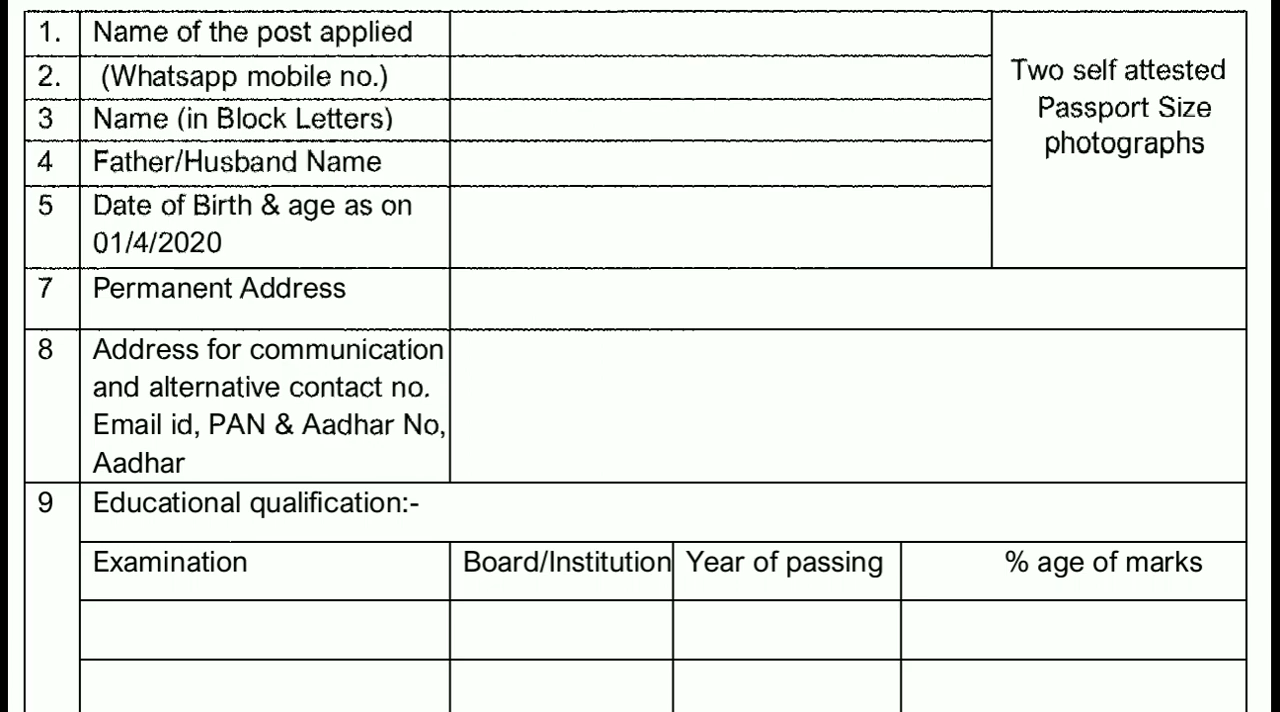 1. Name of the post applied
2. (Whatsapp mobile no.)
3 Name (in Block Letters)
4 Father/Husband Name
5 Date of Birth & age as on
01/4/2020
Two self attested
Passport Size
photographs
7 Permanent Address
8 Address for communication
and alternative contact no.
Email id, PAN & Aadhar No,
Aadhar
9 Educational qualification:-
Examination Board/Institution Year of passing % age of marks